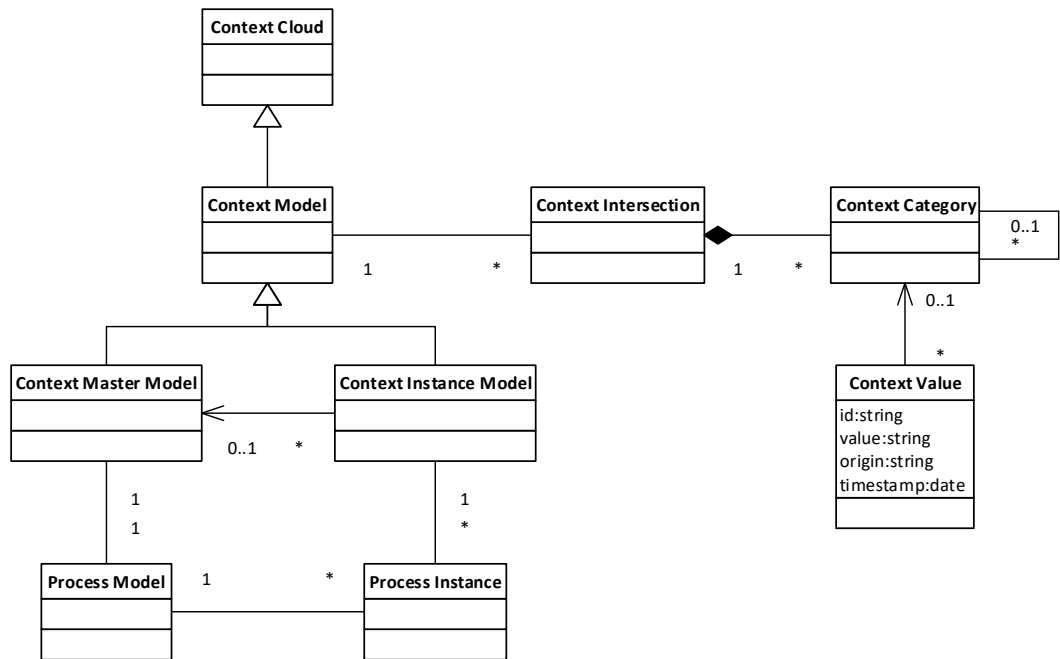 Context Cloud
Context Model
Context Intersection
Context Category
0..1
*
1
*
1
*
0..1
*
Context Master Model
Context Instance Model
Context Value
id:string
value:string
origin:string
timestamp:date
0..1
*
1
1
1
*
Process Model
1
*
Process Instance